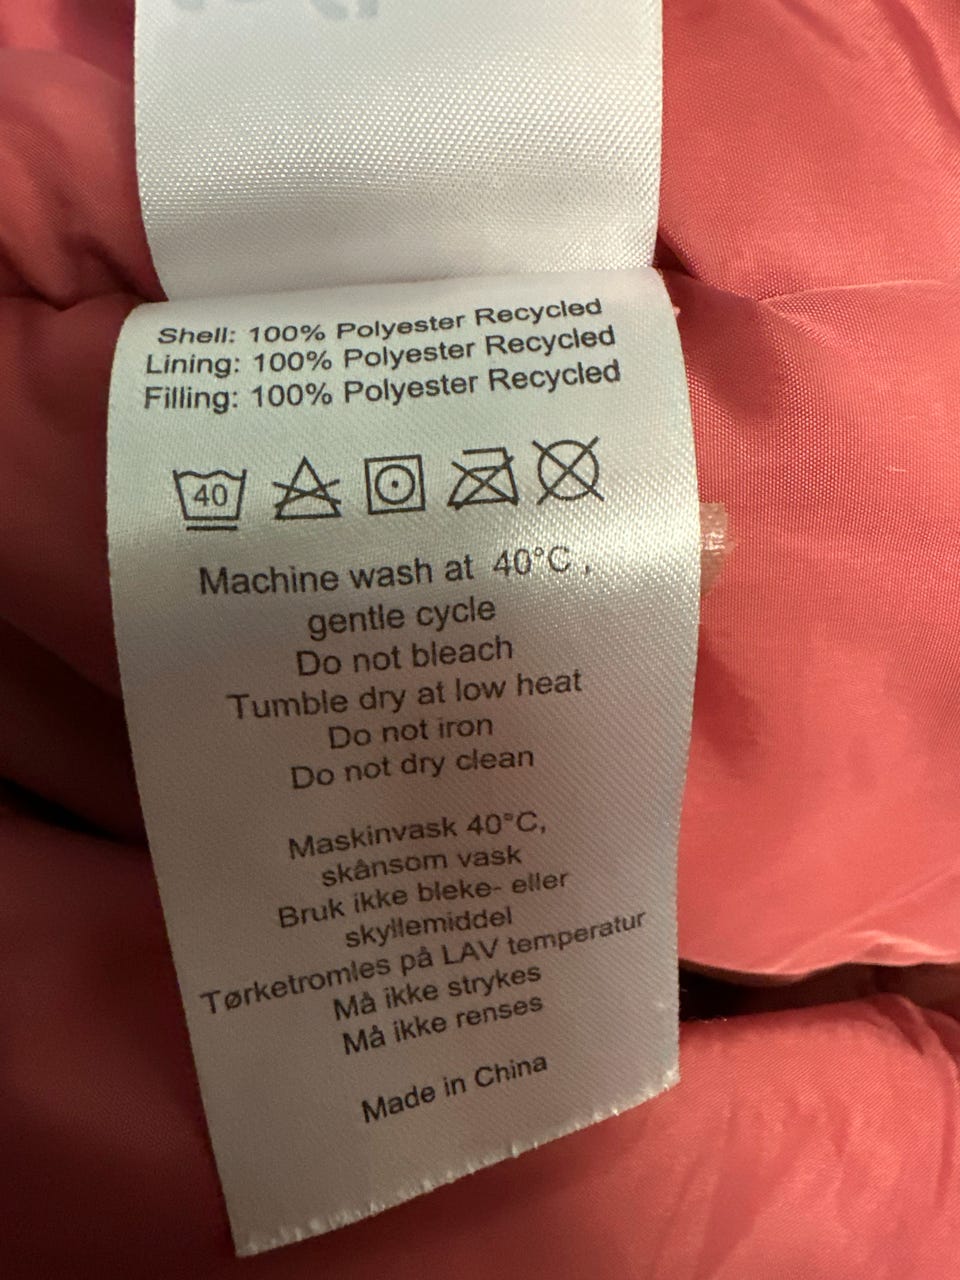 Shell: 100% Polyester Recycled
Lining: 100% Polyester Recycled
Filling: 100% Polyester Recycled
40
Machine wash at 40°C ,
gentle cycle
Do not bleach
Tumble dry at low heat
Do not iron
Do not dry clean
Maskinvask 40°C,
skånsom vask
Bruk ikke bleke- eller
skyllemiddel
Tørketromles på LAV temperatur
Må ikke strykes
Må ikke renses
Made in China